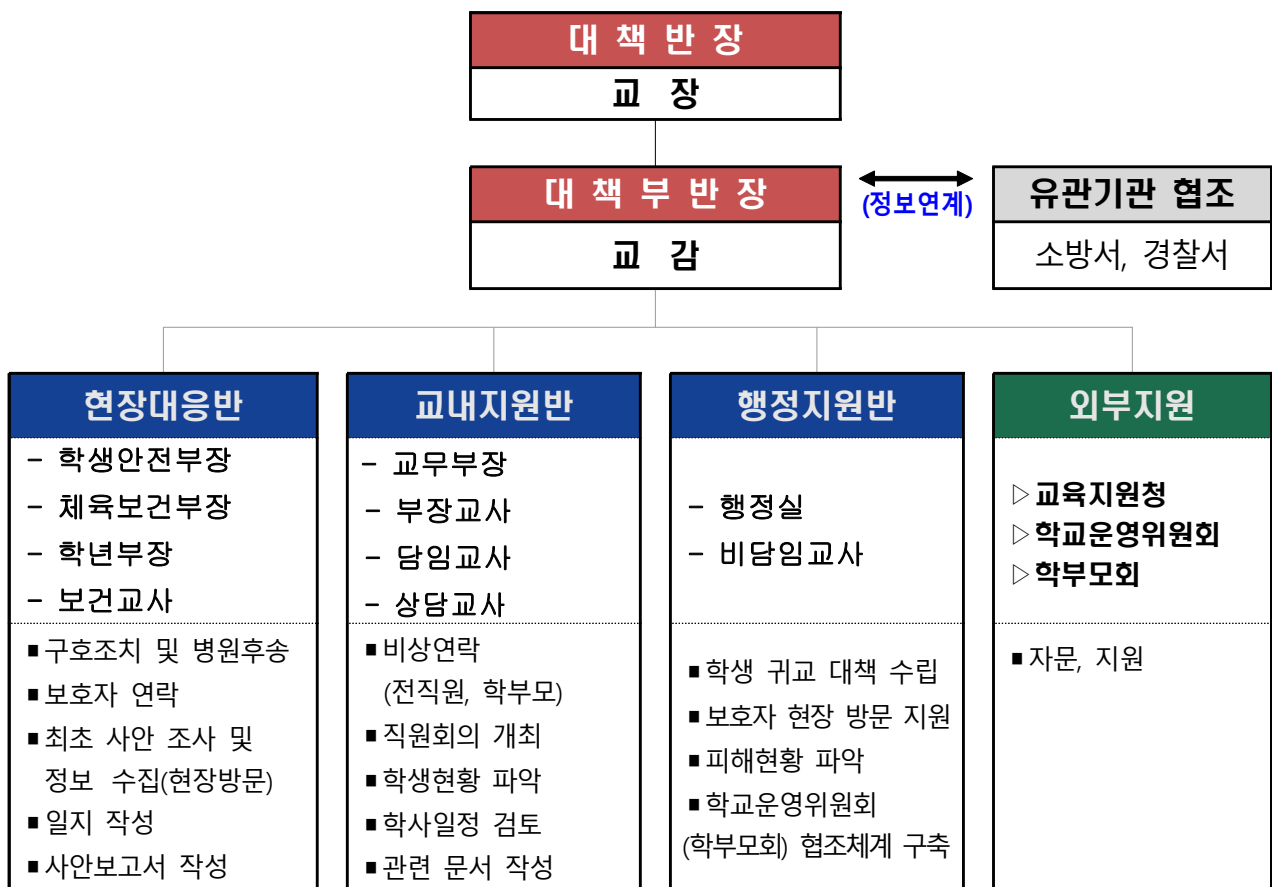 대 책 반 장
교 장
대 책 부 반 장
교 감
(정보연계)
유관기관 협조
소방서, 경찰서
현장대응반
- 학생안전부장
- 체육보건부장
- 학년부장
- 보건교사
■ 구호조치 및 병원후송
■ 보호자 연락
■ 최초 사안 조사 및
정보 수집(현장방문)
■ 일지 작성
■ 사안보고서 작성
교내지원반
- 교무부장
- 부장교사
- 담임교사
- 상담교사
■ 비상연락
(전직원, 학부모)
■ 직원회의 개최
■ 학생현황 파악
■ 학사일정 검토
■ 관련 문서 작성
행정지원반
- 행정실
- 비담임교사
■ 학생 귀교 대책 수립
■ 보호자 현장 방문 지원
■ 피해현황 파악
■ 학교운영위원회
(학부모회) 협조체계 구축
외부지원
▷교육지원청
▷학교운영위원회
▷학부모회
■ 자문, 지원